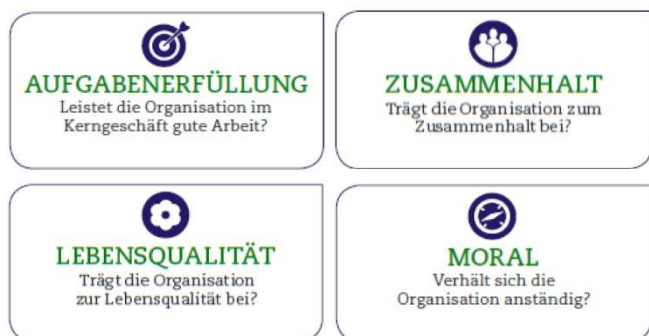 AUFGABENERFÜLLUNG
Leistet die Organisation im
Kerngeschäft gute Arbeit?
ZUSAMMENHALT
Trägt die Organisation zum
Zusammenhalt bei?
LEBENSQUALITÄT
Trägt die Organisation
zur Lebensqualität bei?
MORAL
Verhält sich die
Organisation anständig?